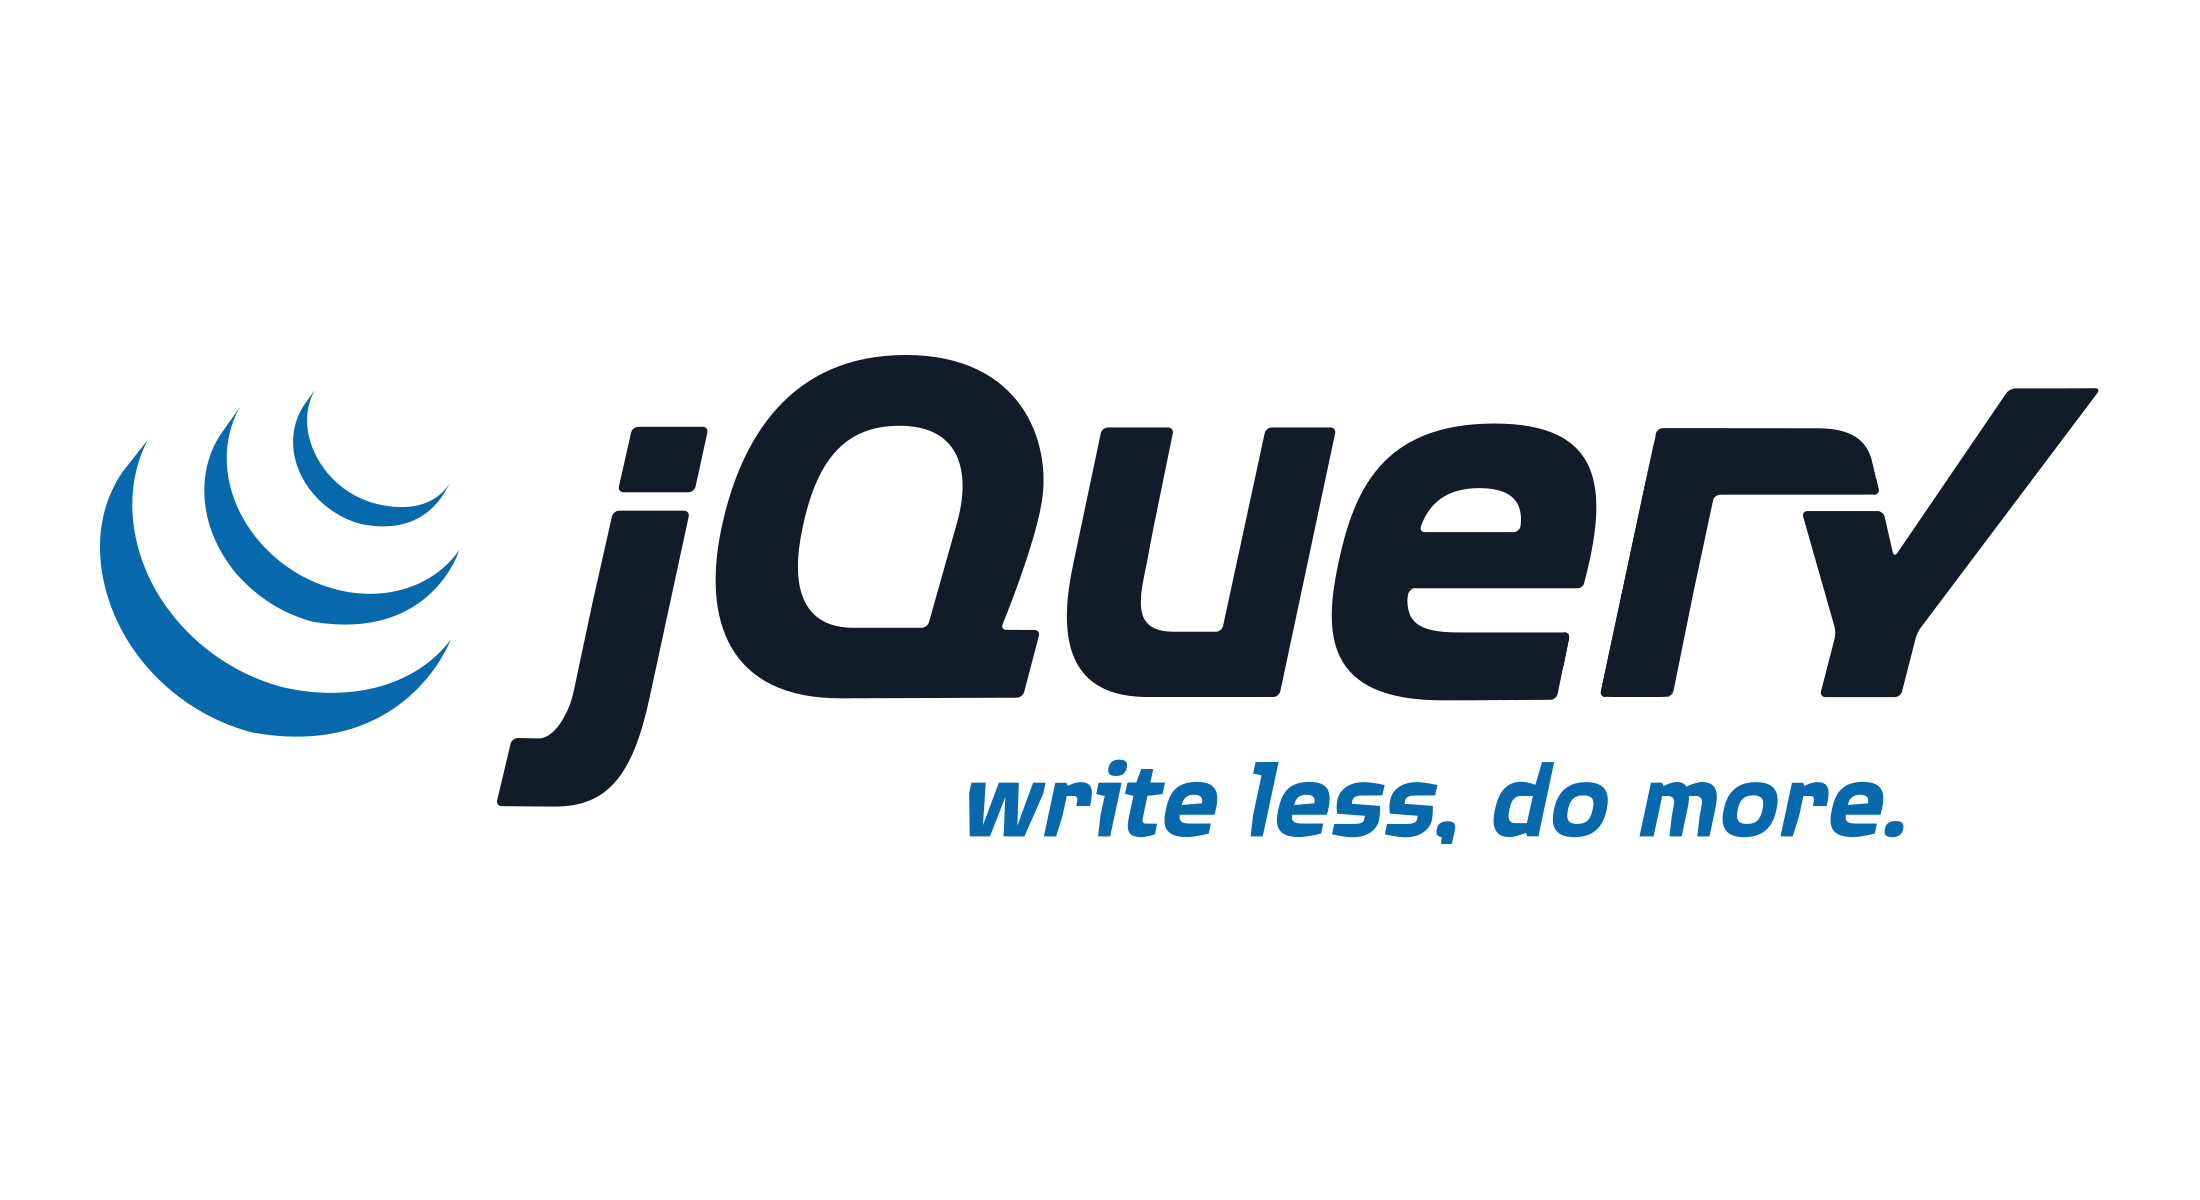 jQuery
write less, do more.